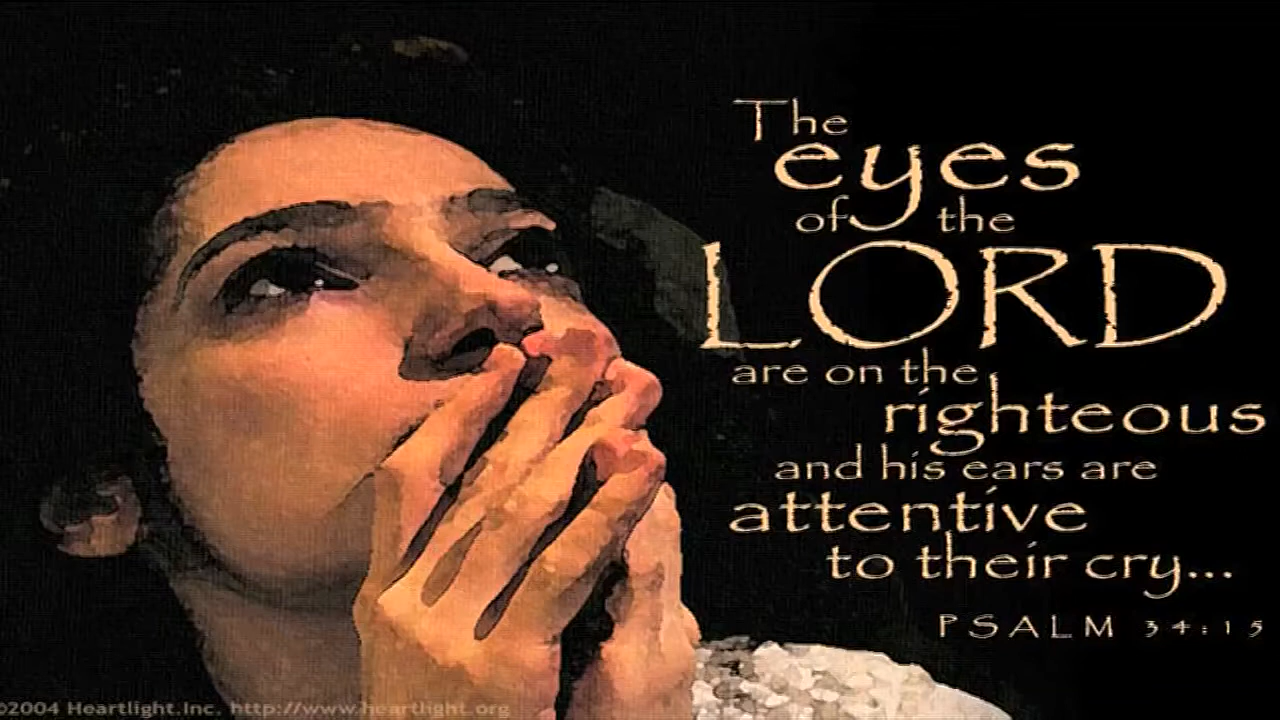 The
eyes
of the
LORD
are on the
righteous
and his ears are
attentive
to their cry...
PSALM 34:15
©2004 Heartlight.Inc. http://www.heartlight.org